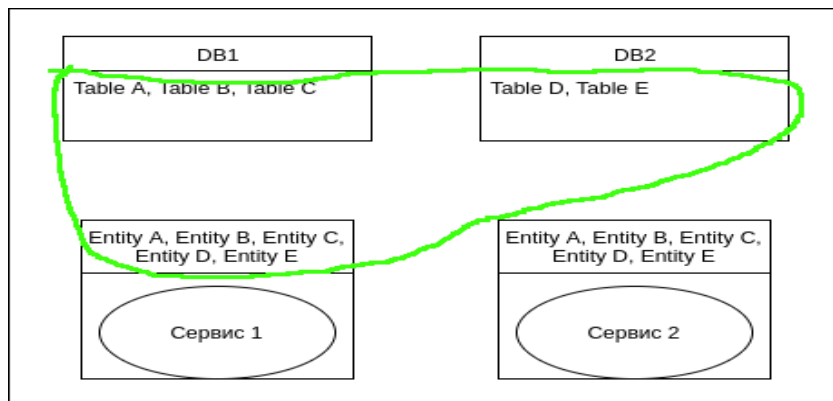 DB1
DB2
Table A, Table B, Table C
Table D, Table E
Entity A, Entity B, Entity C,
Entity D, Entity E
Entity A, Entity B, Entity C,
Entity D, Entity E
Сервис 1
Сервис 2